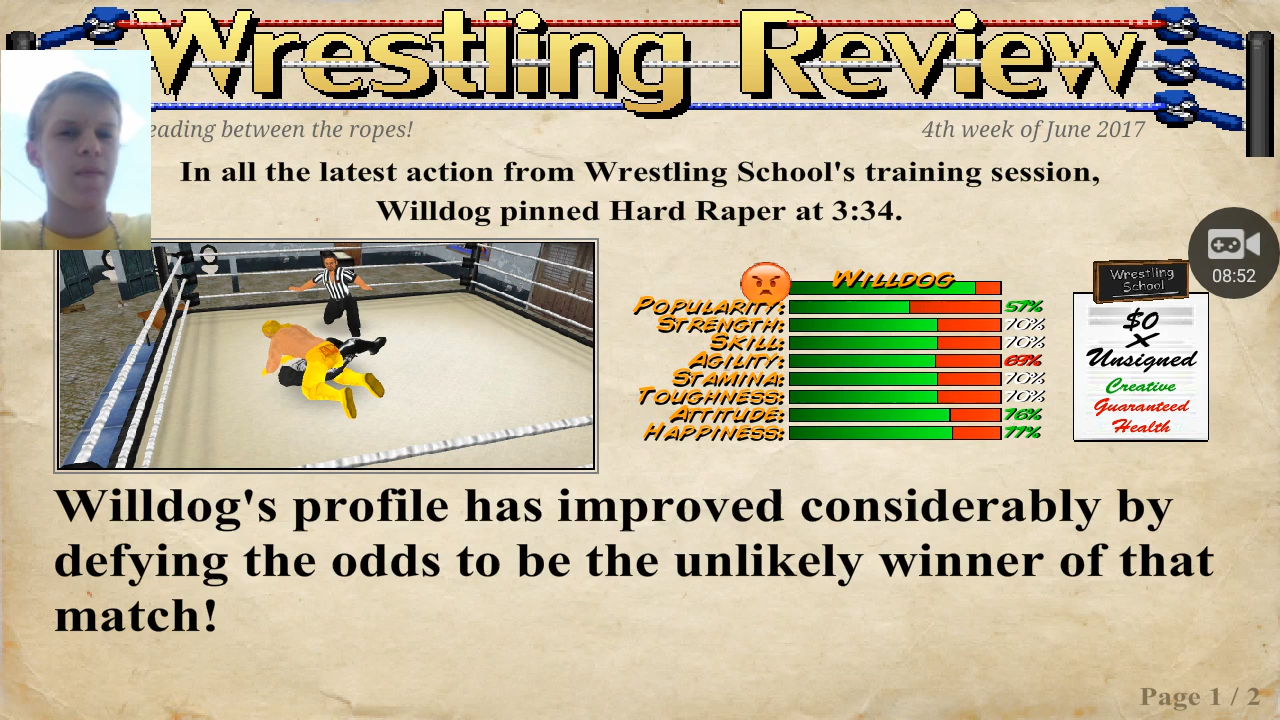 Wrestling Review
eading between the ropes!
4th week of June 2017
In all the latest action from Wrestling School's training session,
Willdog pinned Hard Raper at 3:34.
08:52
WILLDOG
POPULARITY: 57%
STRENGTH: 70%
SKILL: 70%
AGILITY: 69%
STAMINA: 70%
TOUGHNESS: 70%
ATTITUDE: 76%
HAPPINESS: 77%
Wrestling
School
$0
X
Unsigned
Creative
Guaranteed
Health
Willdog's profile has improved considerably by
defying the odds to be the unlikely winner of that
match!
Page 1 / 2